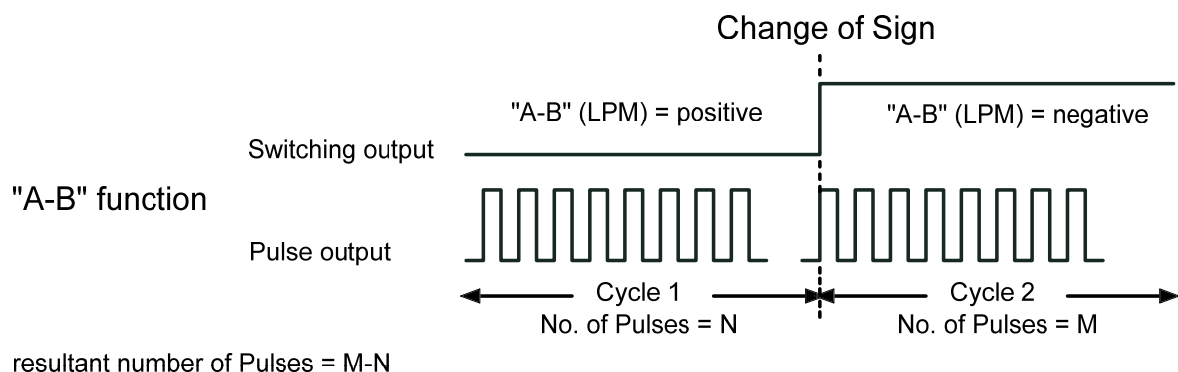 Change of Sign
"A-B" (LPM) = positive
"A-B" (LPM) = negative
Switching output
"A-B" function
Pulse output
Cycle 1
Cycle 2
No. of Pulses = N
No. of Pulses = M
resultant number of Pulses = M-N